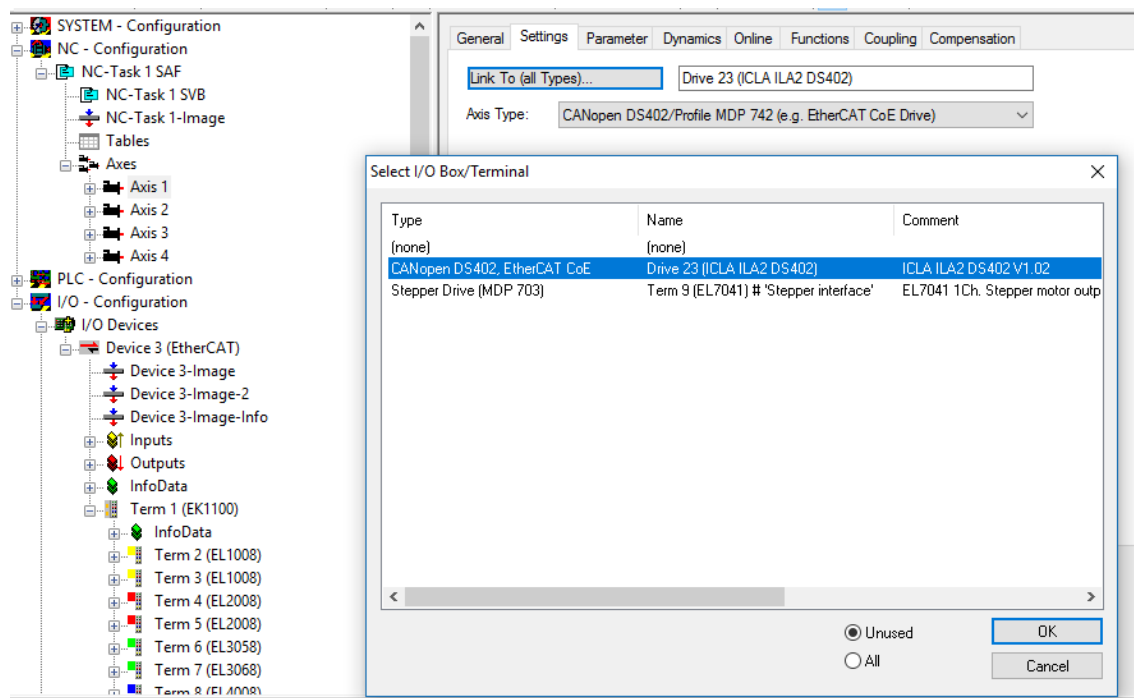 SYSTEM - Configuration
NC - Configuration
NC-Task 1 SAF
NC-Task 1 SVB
NC-Task 1-Image
Tables
Axes
Axis 1
Axis 2
Axis 3
Axis 4
PLC - Configuration
I/O - Configuration
I/O Devices
Device 3 (EtherCAT)
Device 3-Image
Device 3-Image-2
Device 3-Image-Info
Inputs
Outputs
InfoData
Term 1 (EK1100)
InfoData
Term 2 (EL1008)
Term 3 (EL1008)
Term 4 (EL2008)
Term 5 (EL2008)
Term 6 (EL3058)
Term 7 (EL3068)
Term 8 (EL4008)
General Settings Parameter Dynamics Online Functions Coupling Compensation
Link To (all Types)... Drive 23 (ICLA ILA2 DS402)
Axis Type: CANopen DS402/Profile MDP 742 (e.g. EtherCAT CoE Drive)
Select I/O Box/Terminal
Type Name Comment
(none) (none)
CANopen DS402, EtherCAT CoE Drive 23 (ICLA ILA2 DS402) ICLA ILA2 DS402 V1.02
Stepper Drive (MDP 703) Term 9 (EL7041) # 'Stepper interface' EL7041 1Ch. Stepper motor outp
Unused
All
OK
Cancel